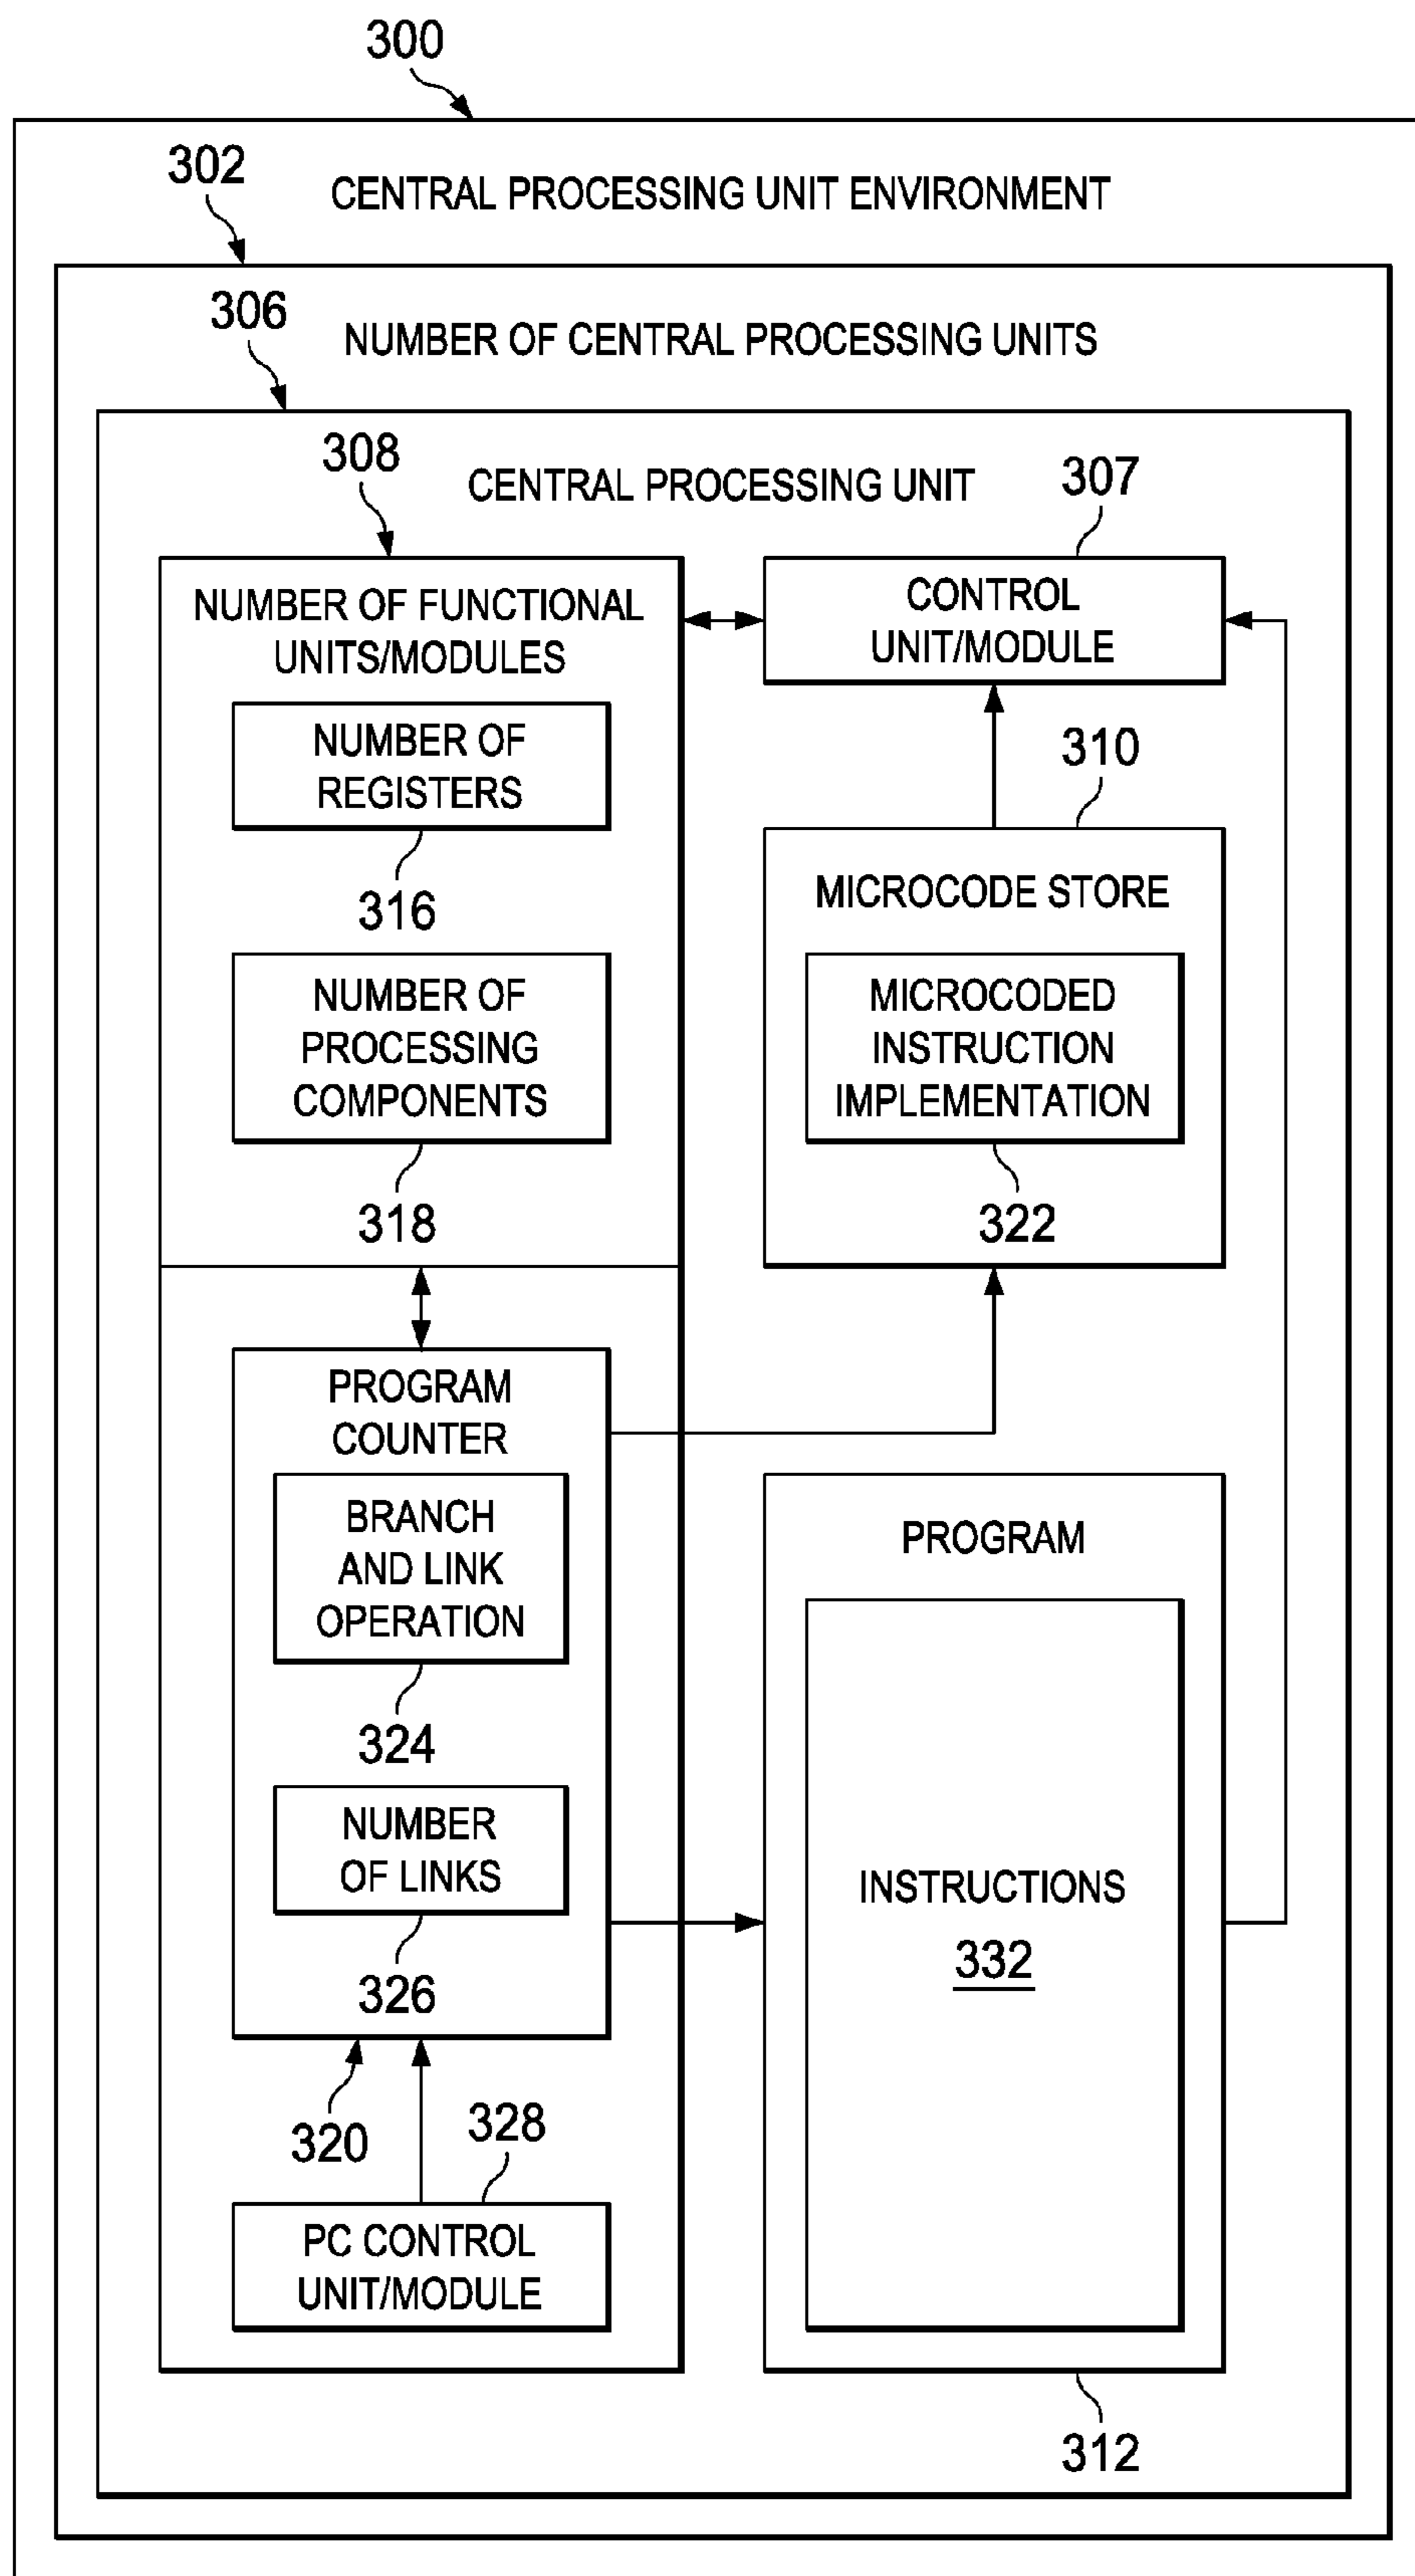 300
302
CENTRAL PROCESSING UNIT ENVIRONMENT
306
NUMBER OF CENTRAL PROCESSING UNITS
308
CENTRAL PROCESSING UNIT
307
NUMBER OF FUNCTIONAL
UNITS/MODULES
CONTROL
UNIT/MODULE
NUMBER OF
REGISTERS
316
310
MICROCODE STORE
NUMBER OF
PROCESSING
COMPONENTS
318
MICROCODED
INSTRUCTION
IMPLEMENTATION
322
PROGRAM
COUNTER
BRANCH
AND LINK
OPERATION
324
NUMBER
OF LINKS
326
320
328
PC CONTROL
UNIT/MODULE
PROGRAM
INSTRUCTIONS
332
312